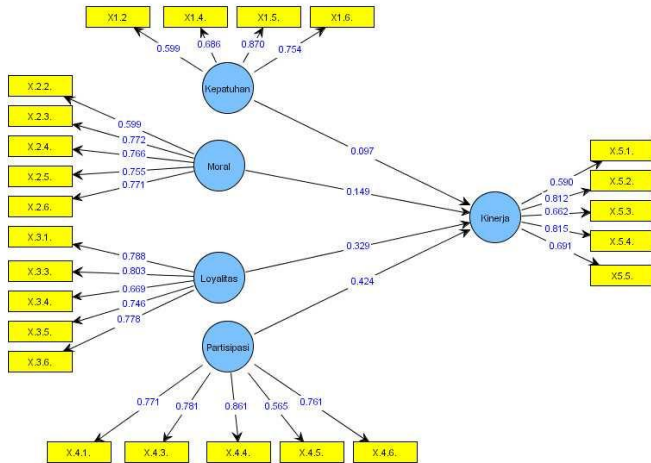 X1.2
X1.4.
X1.5.
X1.6.
0.599
0.686
0.870
0.754
Kepatuhan
X.2.2.
X.2.3.
X.2.4.
X.2.5.
X.2.6.
0.599
0.772
0.766
0.755
0.771
Moral
X.3.1.
X.3.3.
X.3.4.
X.3.5.
X.3.6.
0.788
0.803
0.669
0.746
0.778
Loyalitas
Partisipasi
0.771
0.781
0.861
0.565
0.761
X.4.1.
X.4.3.
X.4.4.
X.4.5.
X.4.6.
0.097
0.149
0.329
0.424
Kinerja
0.590
0.812
0.662
0.815
0.691
X.5.1.
X.5.2.
X.5.3.
X.5.4.
X5.5.